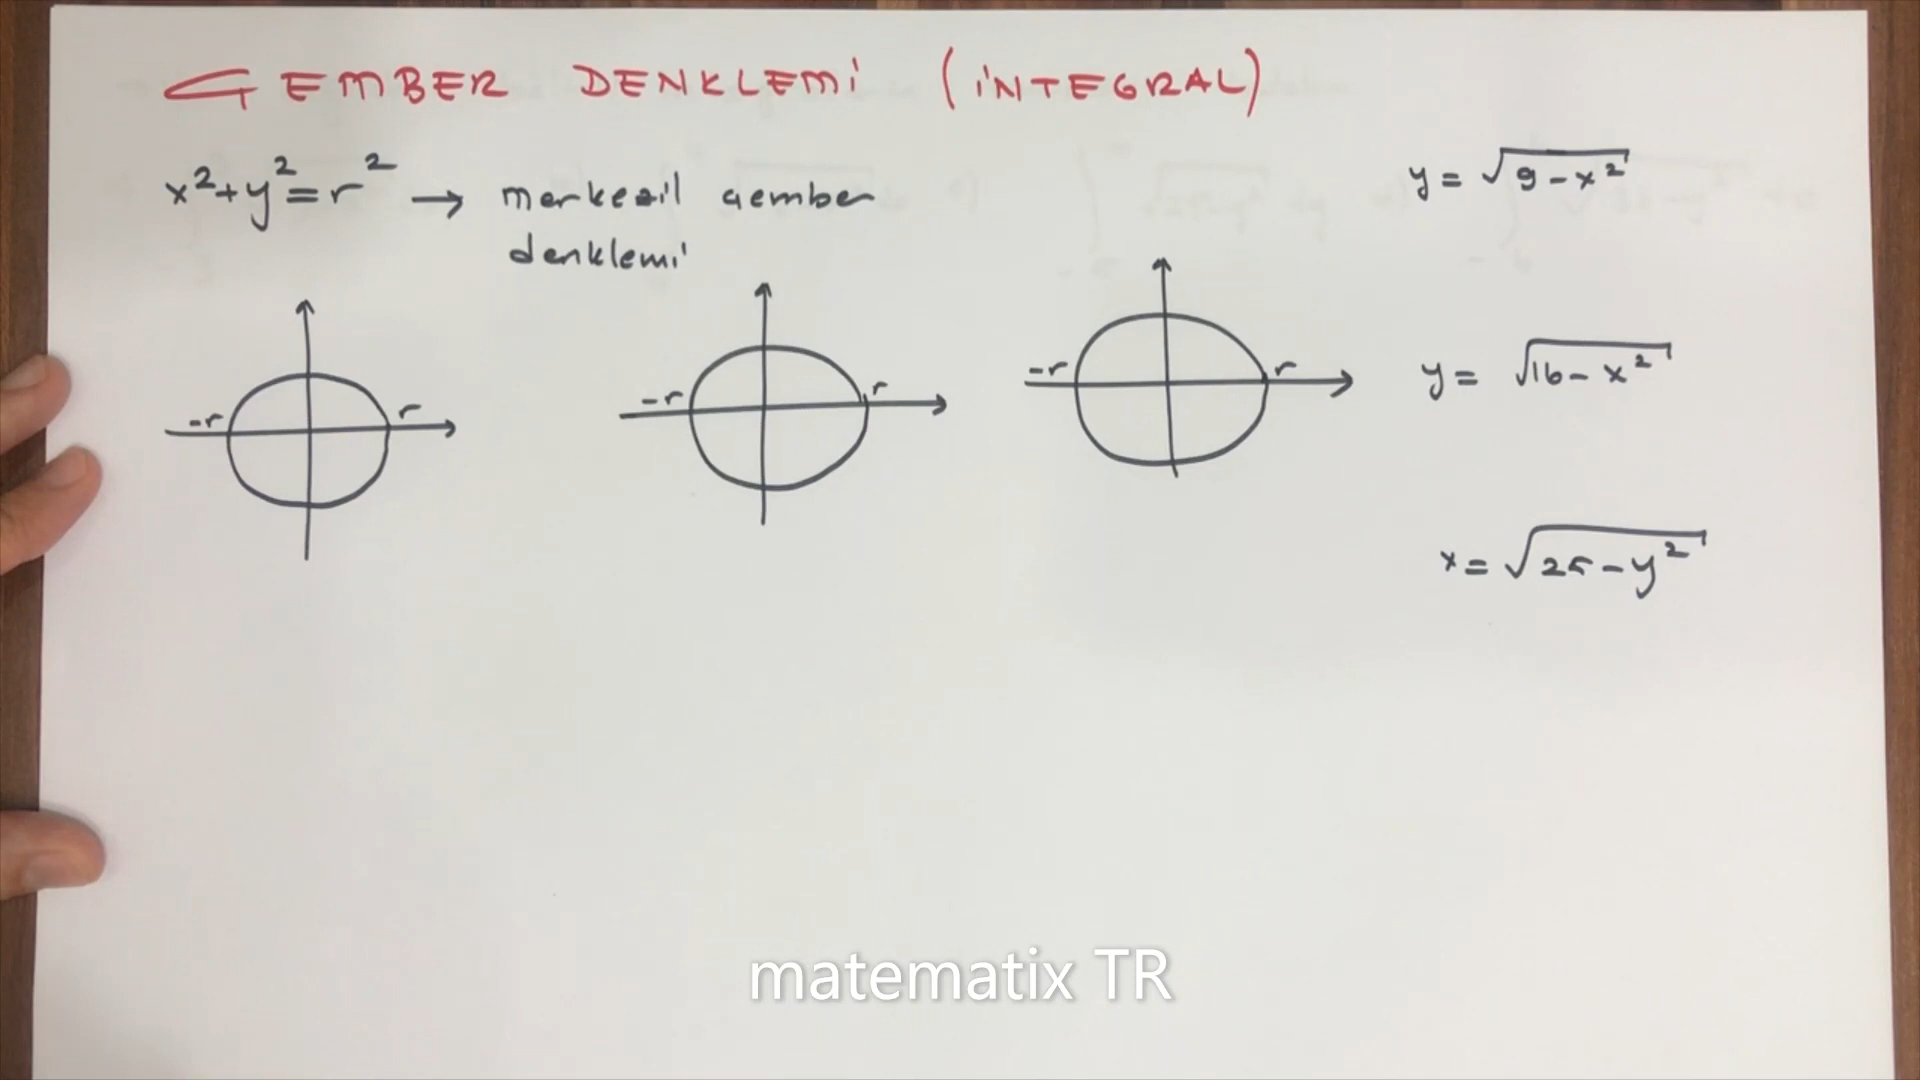 ÇEMBER DENKLEMİ (İNTEGRAL)
x²+y²=r² → merkezil çember
denklemi
y = √9-x²
-r r
-r r
-r r
y = √16-x²
x = √25-y²
matematix TR